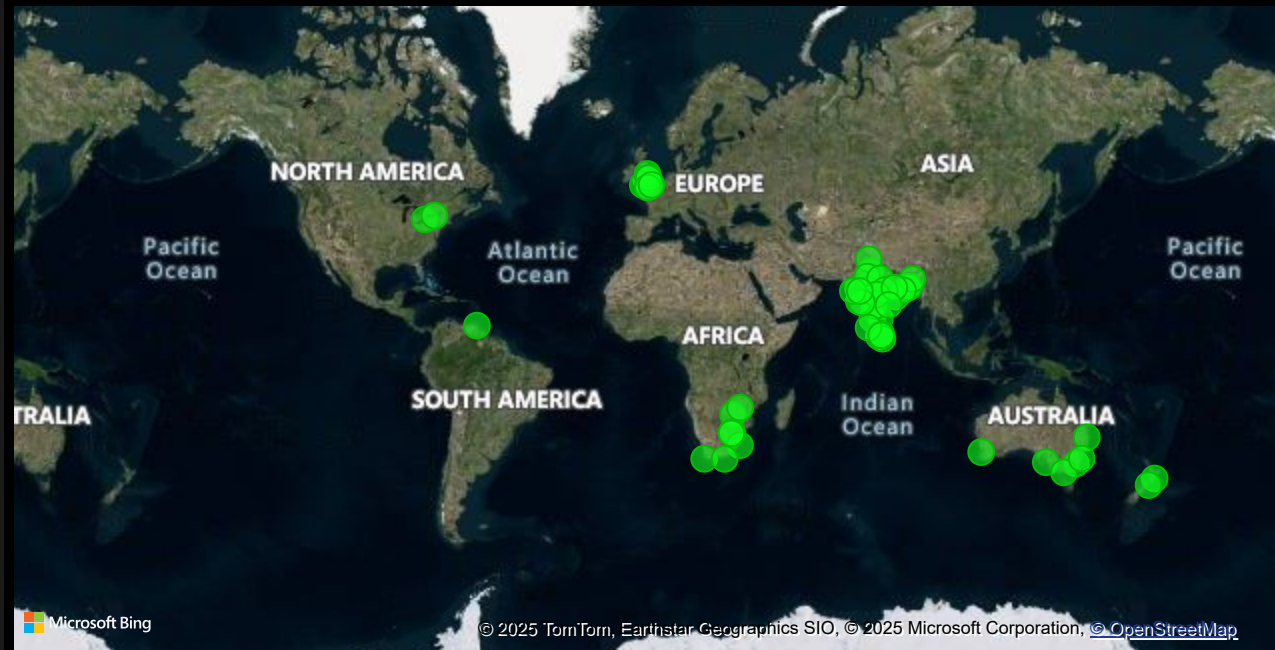 NORTH AMERICA
ASIA
EUROPE
Pacific
Ocean
Atlantic
Ocean
Pacific
Ocean
AFRICA
SOUTH AMERICA
Indian
Ocean
TRALIA
AUSTRALIA
Microsoft Bing
© 2025 TomTom, Earthstar Geographics SIO, © 2025 Microsoft Corporation, © OpenStreetMap